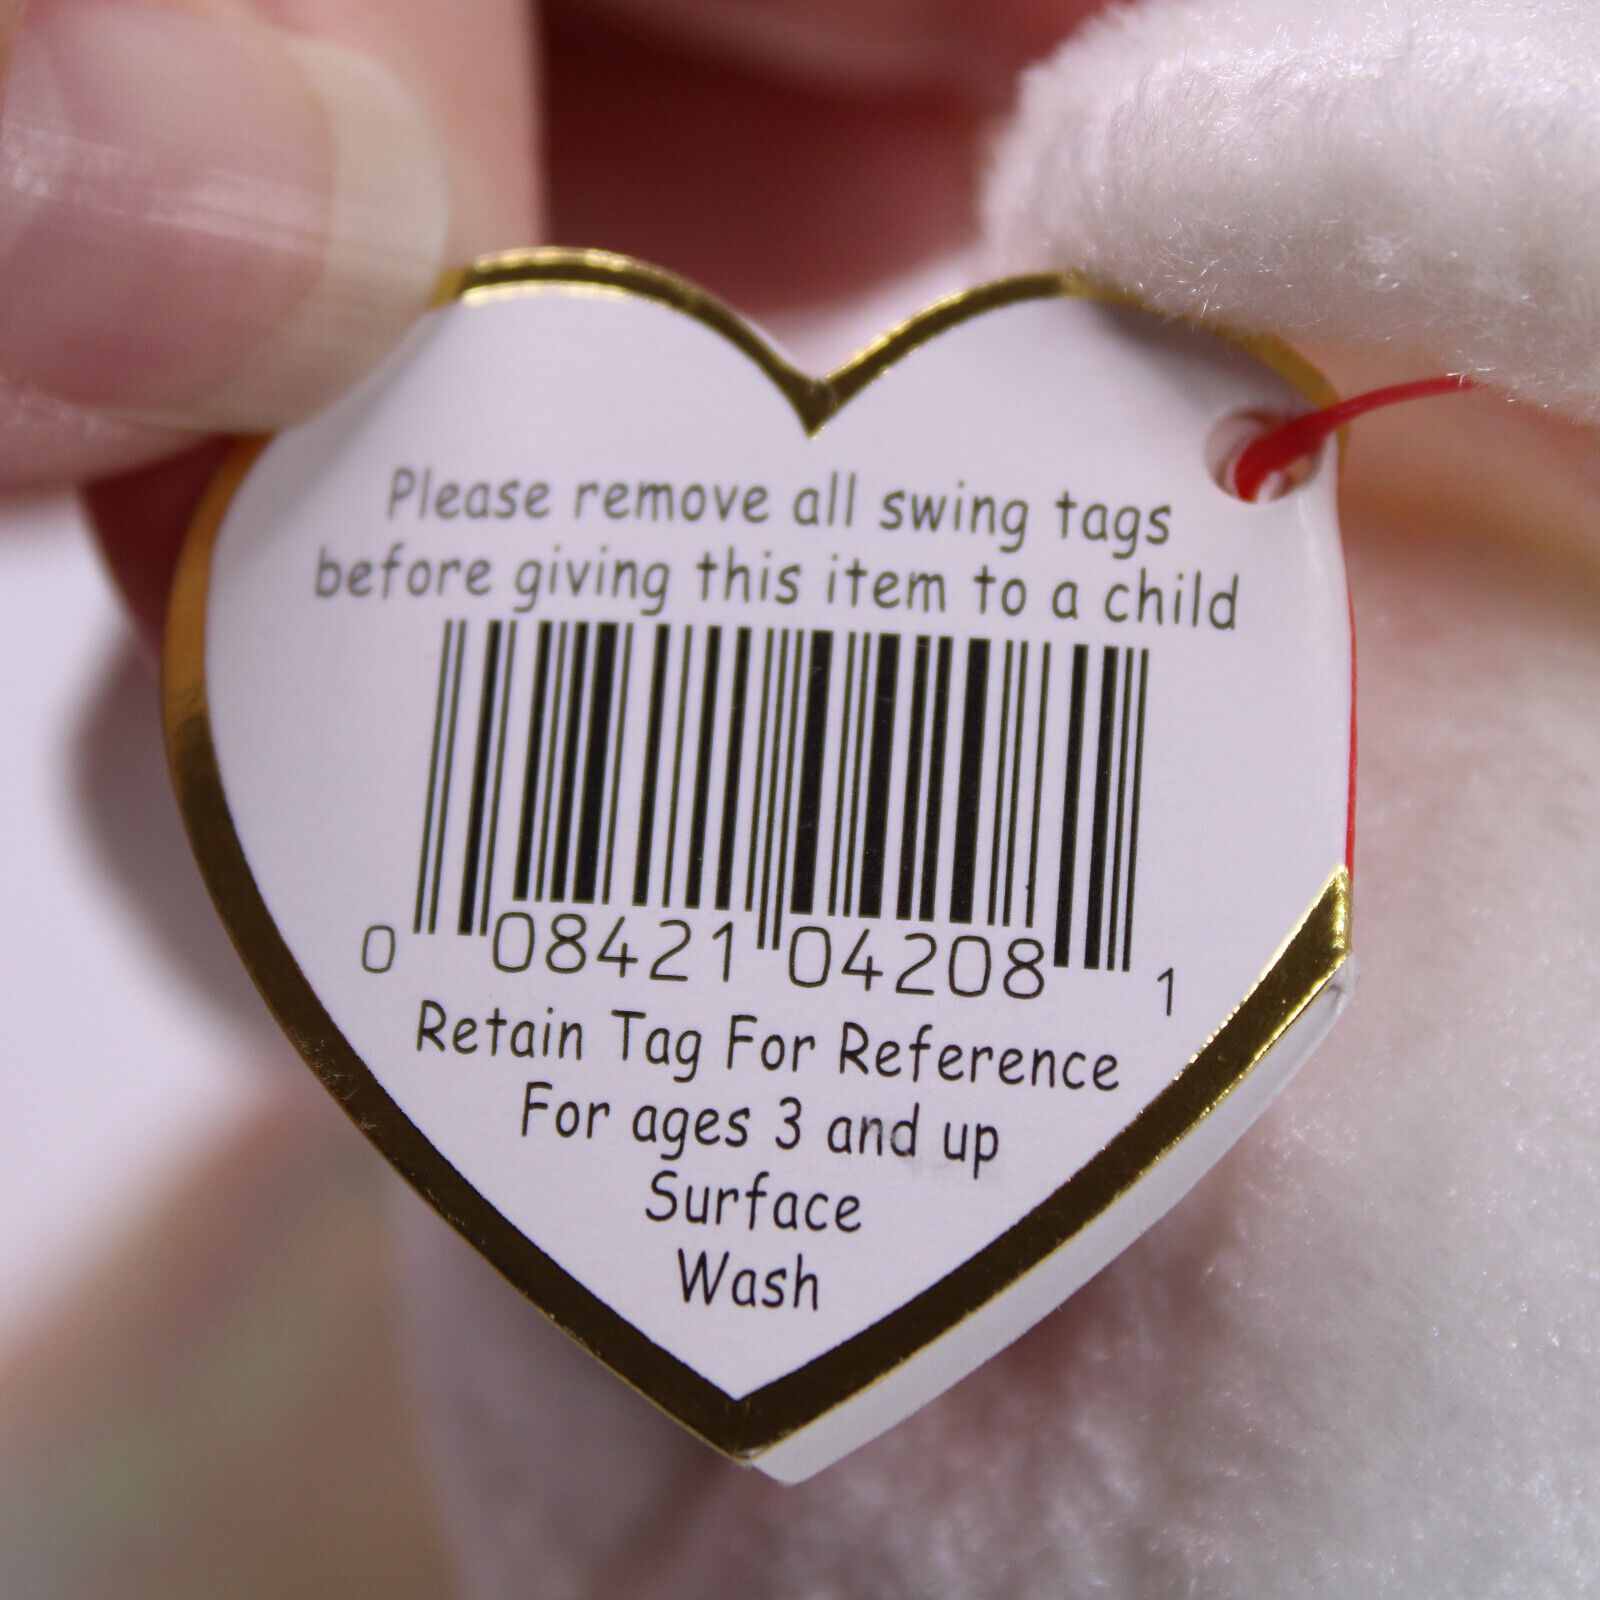 Please remove all swing tags
before giving this item to a child
0 08421 04208 1
Retain Tag For Reference
For ages 3 and up
Surface
Wash